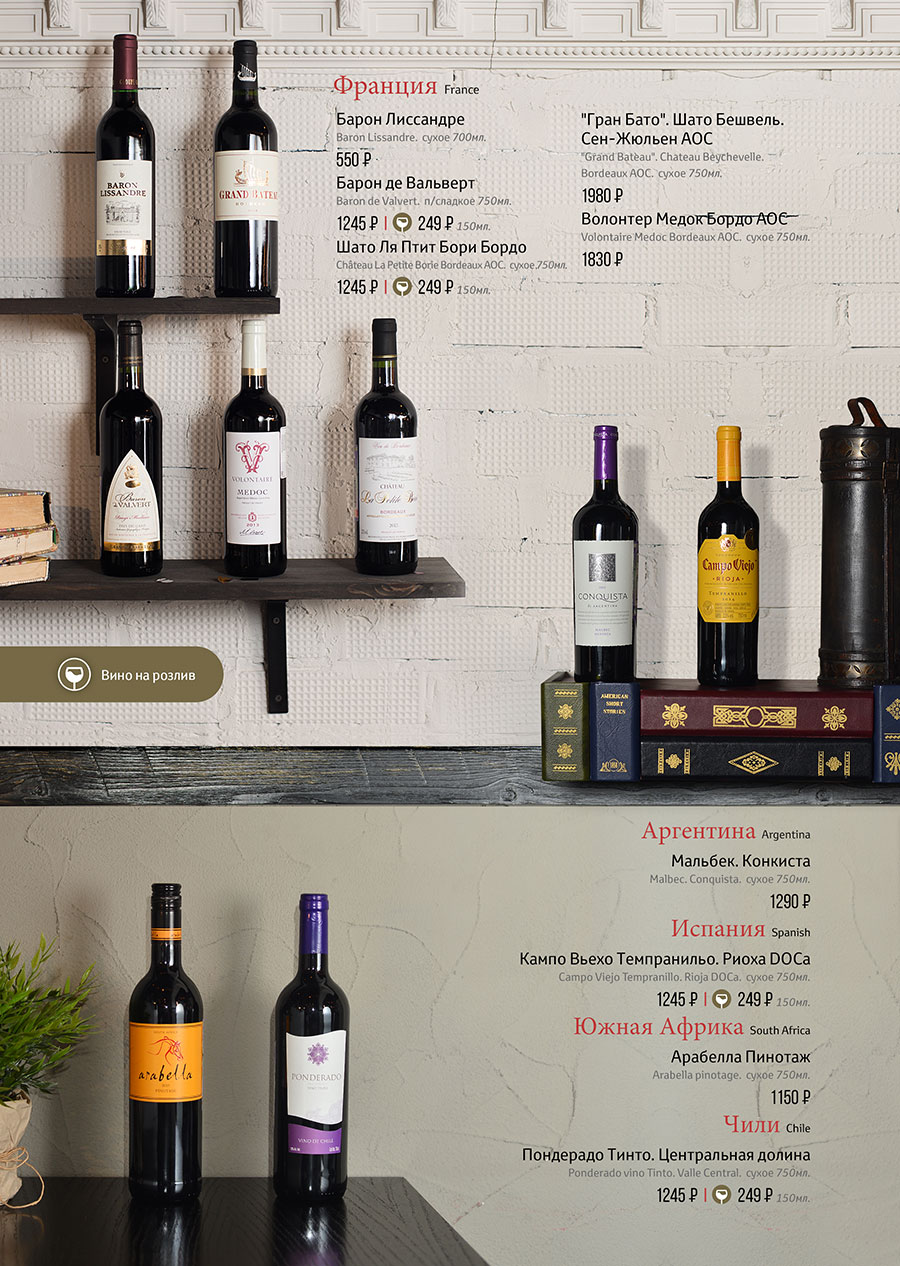 Франция France
Барон Лиссандре
Baron Lissandre. сухое 700мл.
550 ₽
Барон де Вальверт
Baron de Valvert. п/сладкое 750мл.
1245 ₽ | 249 ₽ 150мл.
Шато Ля Птит Бори Бордо
Château La Petite Borie Bordeaux AOC. сухое 750мл.
1245 ₽ | 249 ₽ 150мл.
"Гран Бато". Шато Бешвель.
Сен-Жюльен АОС
"Grand Bateau". Chateau Beychevelle.
Bordeaux AOC. сухое 750мл.
1980 ₽
Волонтер Медок Бордо АОС
Volontaire Medoc Bordeaux AOC. сухое 750мл.
1830 ₽
BARON
LISSANDRE
GRAND BATEAU
Baron
de VALVERT
VOLONTAIRE
MEDOC
2013
CHÂTEAU
La Petite Borie
BORDEAUX
CONQUISTA
Campo Viejo
RIOJA
TEMPRANILLO
Вино на розлив
AMERICAN
SHORT
STORIES
Аргентина Argentina
Мальбек. Конкиста
Malbec. Conquista. сухое 750мл.
1290 ₽
Испания Spanish
Кампо Вьехо Темпранильо. Риоха DOCa
Campo Viejo Tempranillo. Rioja DOCa. сухое 750мл.
1245 ₽ | 249 ₽ 150мл.
Южная Африка South Africa
Арабелла Пинотаж
Arabella pinotage. сухое 750мл.
1150 ₽
Чили Chile
Пондерадо Тинто. Центральная долина
Ponderado vino Tinto. Valle Central. сухое 750мл.
1245 ₽ | 249 ₽ 150мл.
arabella
PINOTAGE
PONDERADO
VINO DE CHILE